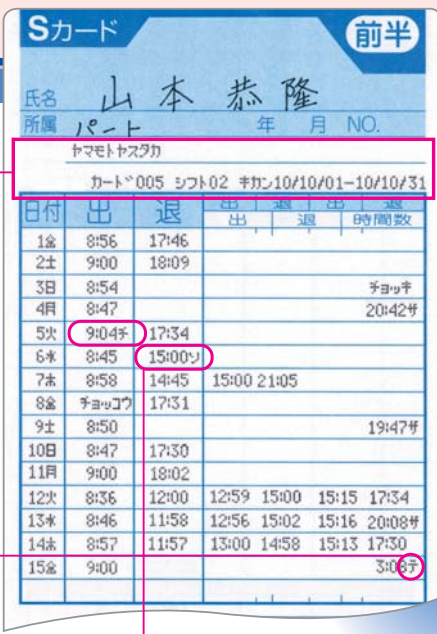 Sカード 前半
氏名 山本 恭隆
所属 パート 年 月 NO.
ヤマモトヤスタカ
カード005 シフト02 キカン10/10/01-10/10/31
日付 出 退 出 退 出 退
出 退 時間数
1金 8:56 17:46
2土 9:00 18:09
3日 8:54 チョッキ
4月 8:47 20:42サ
5火 9:04チ 17:34
6水 8:45 15:00ソ
7木 8:58 14:45 15:00 21:05
8金 チョッコウ 17:31
9土 8:50 19:47サ
10日 8:47 17:30
11月 9:00 18:02
12火 8:36 12:00 12:59 15:00 15:15 17:34
13水 8:46 11:58 12:56 15:02 15:16 20:08サ
14木 8:57 11:57 13:00 14:58 15:13 17:30
15金 9:00 3:08テ